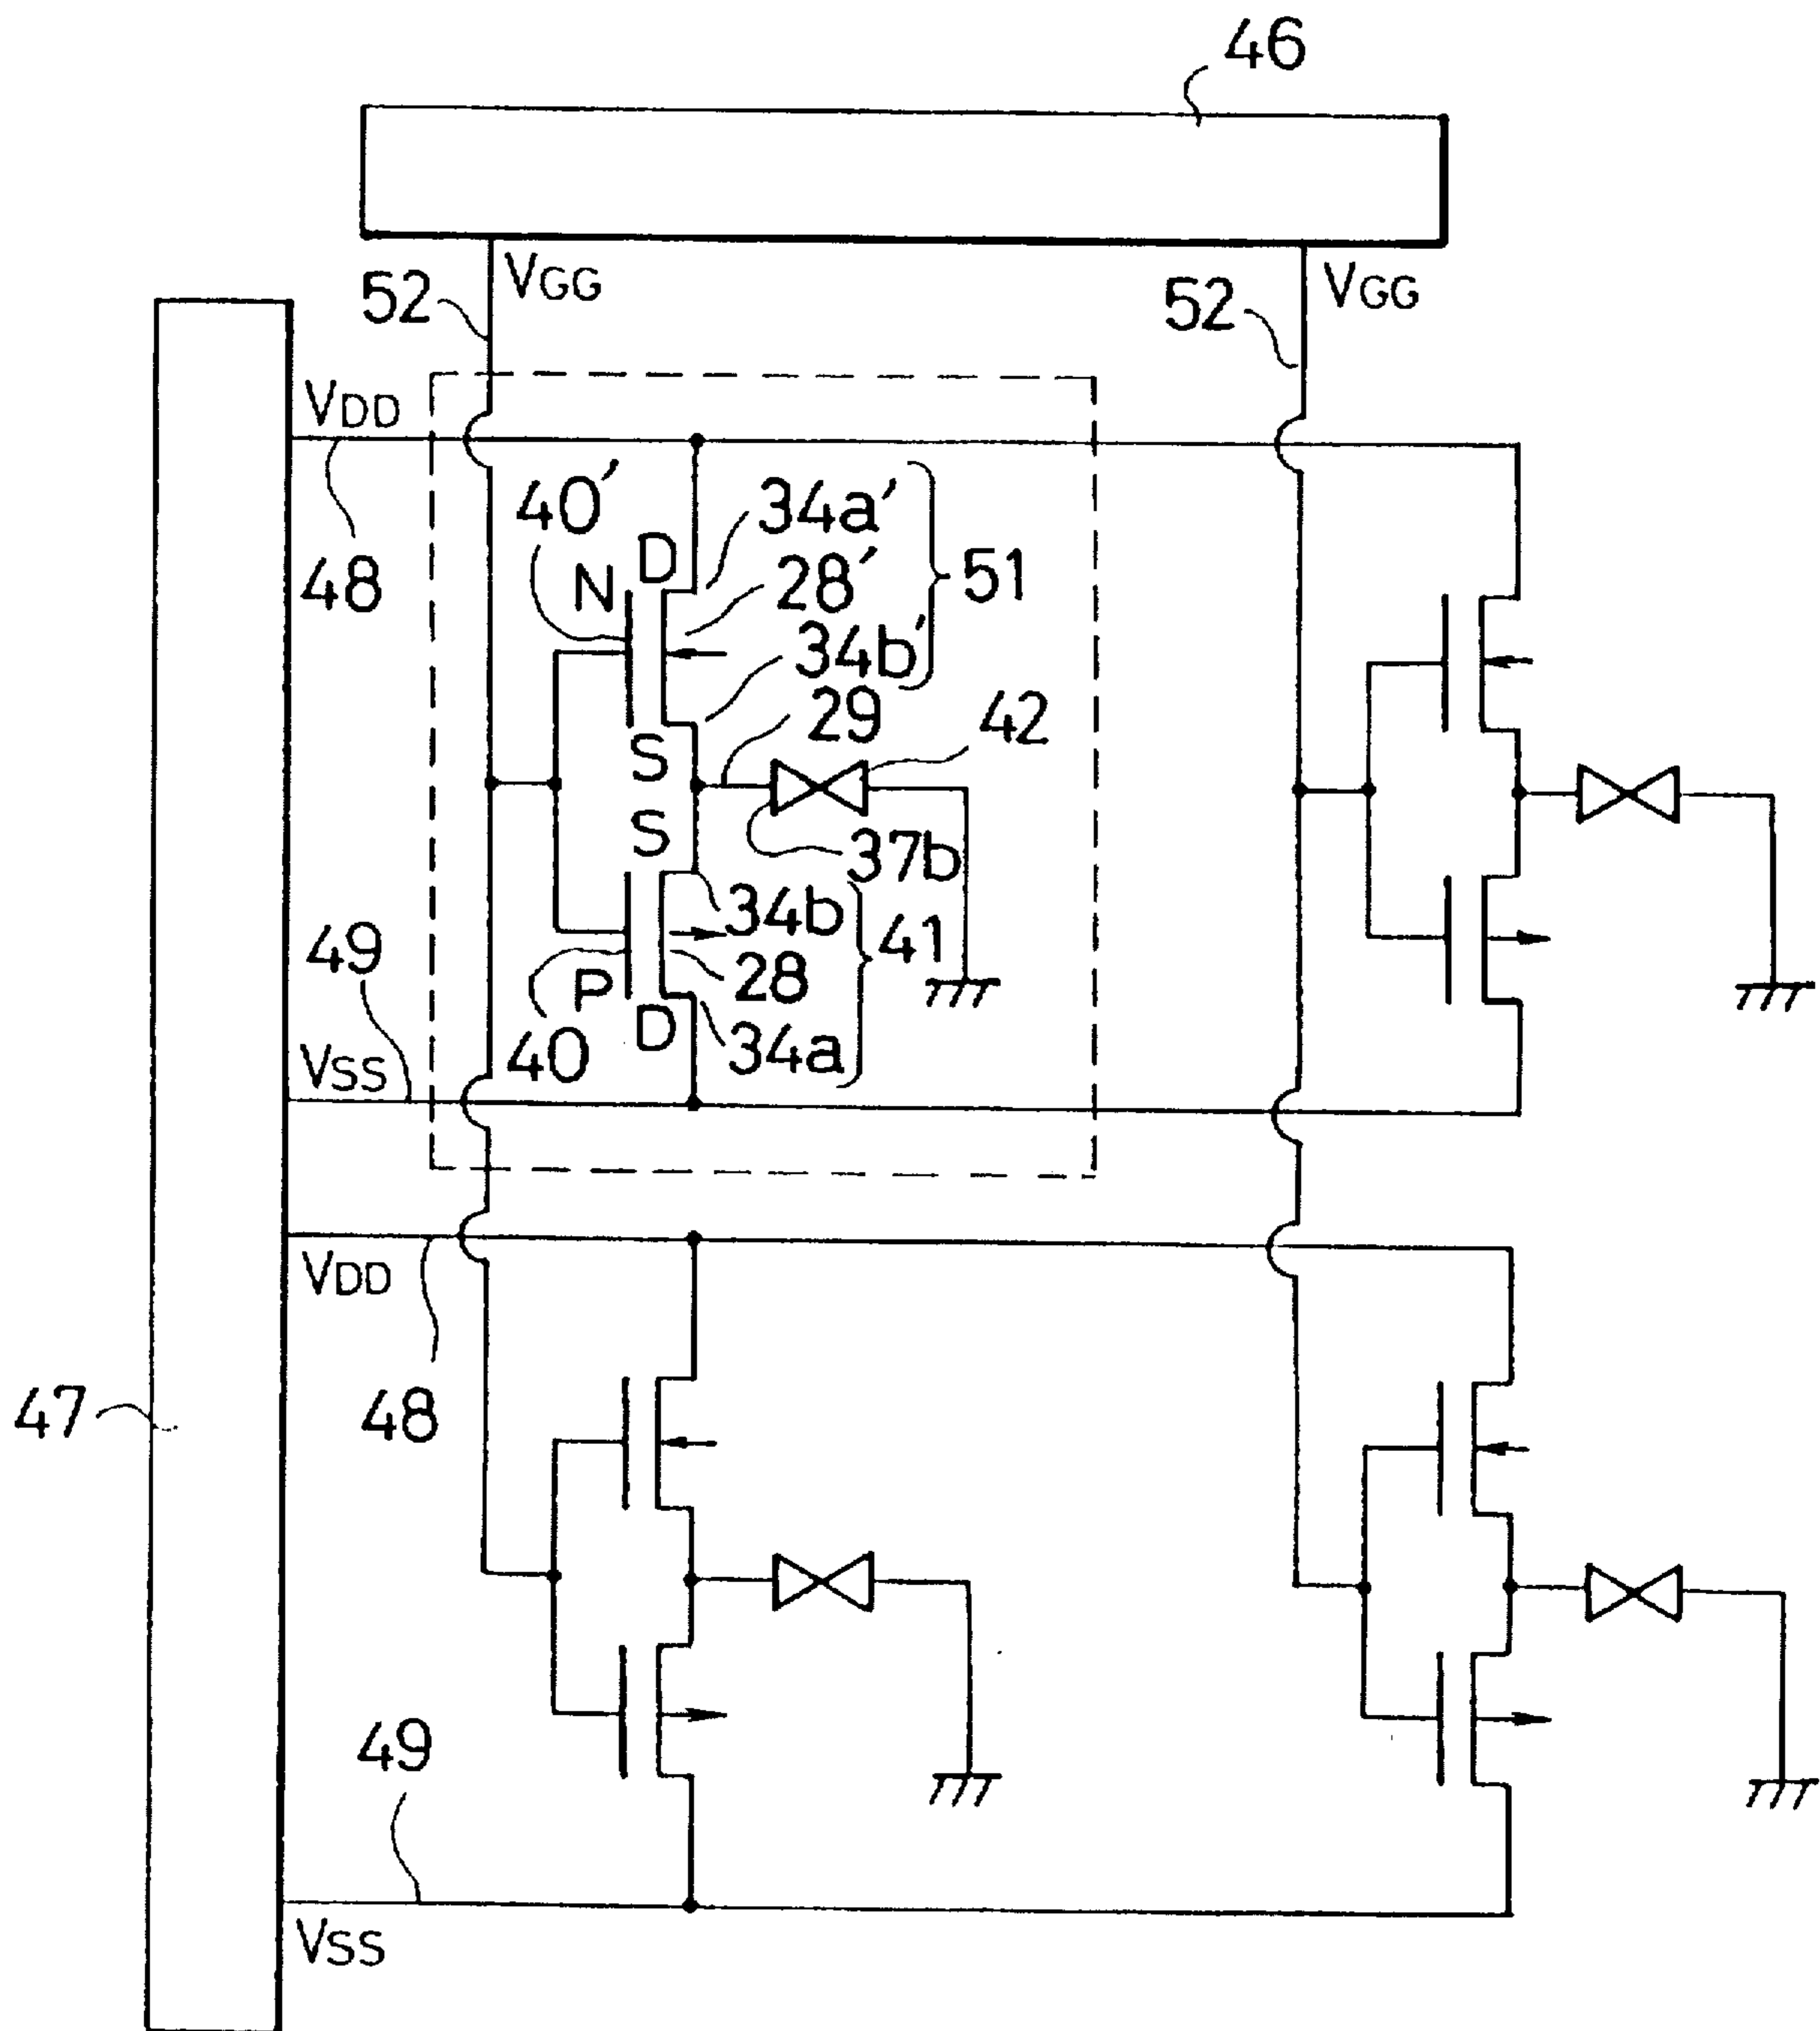 46
52 VGG 52 VGG
VDD
48
40′ 34a′
N D 28′ 51
34b′
S 29 42
S 37b
34b 41
49 P 28
40 D 34a
VSS
VDD
48
47
49
VSS